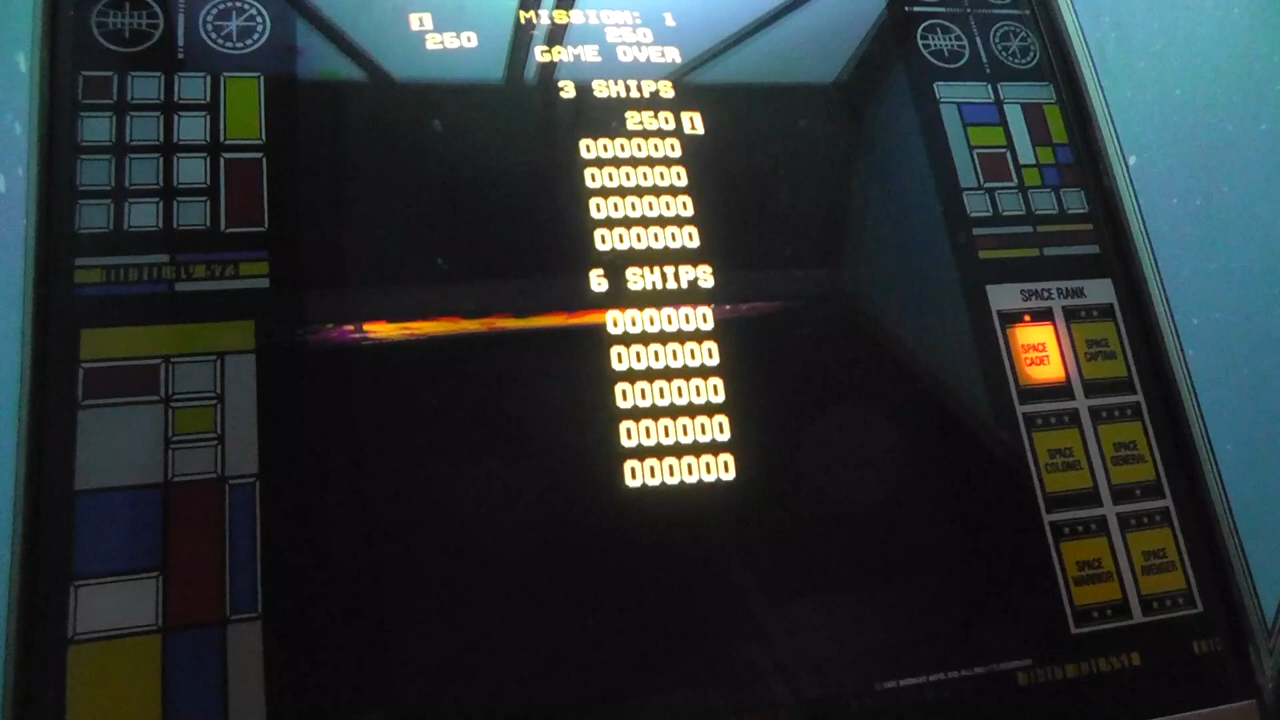 1
250
MISSION: 1
250
GAME OVER
3 SHIPS
250 1
000000
000000
000000
000000
6 SHIPS
000000
000000
000000
000000
000000
SPACE RANK
SPACE CADET
SPACE CAPTAIN
SPACE COLONEL
SPACE GENERAL
SPACE WARRIOR
SPACE AVENGER